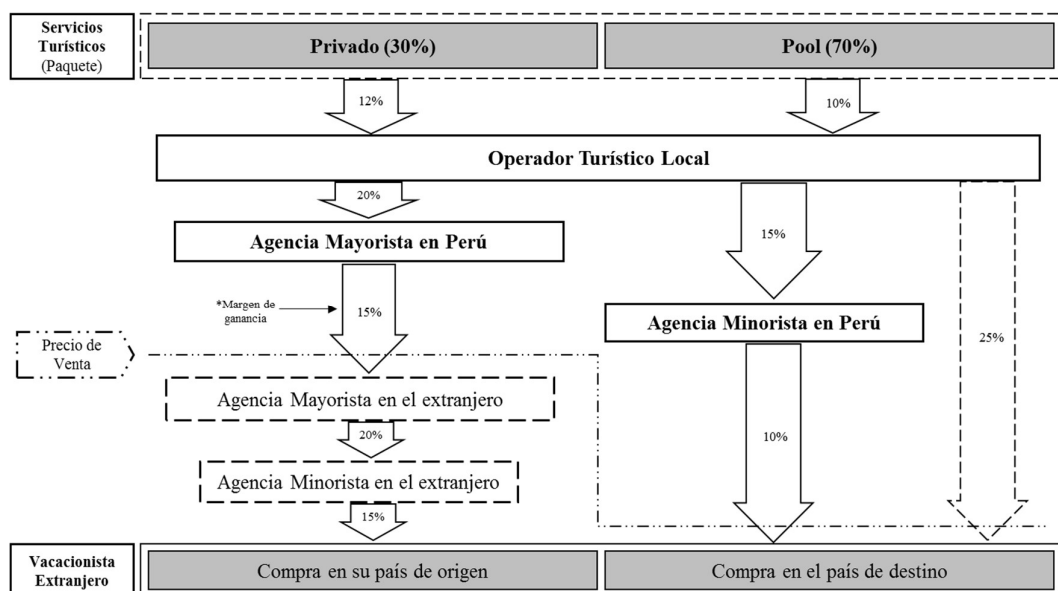 Servicios
Turísticos
(Paquete)
Privado (30%)
Pool (70%)
12%
10%
Operador Turístico Local
20%
Agencia Mayorista en Perú
15%
*Margen de
ganancia
15%
Agencia Minorista en Perú
25%
Precio de
Venta
Agencia Mayorista en el extranjero
20%
10%
Agencia Minorista en el extranjero
15%
Vacacionista
Extranjero
Compra en su país de origen
Compra en el país de destino